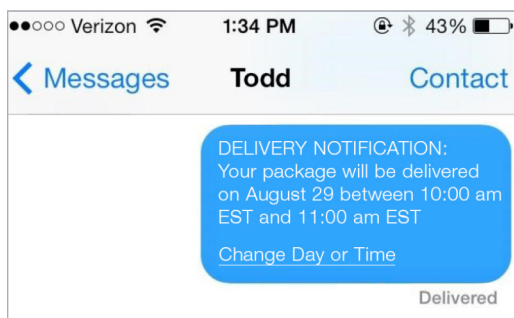 Verizon 1:34 PM 43%
Messages Todd Contact
DELIVERY NOTIFICATION:
Your package will be delivered
on August 29 between 10:00 am
EST and 11:00 am EST
Change Day or Time
Delivered